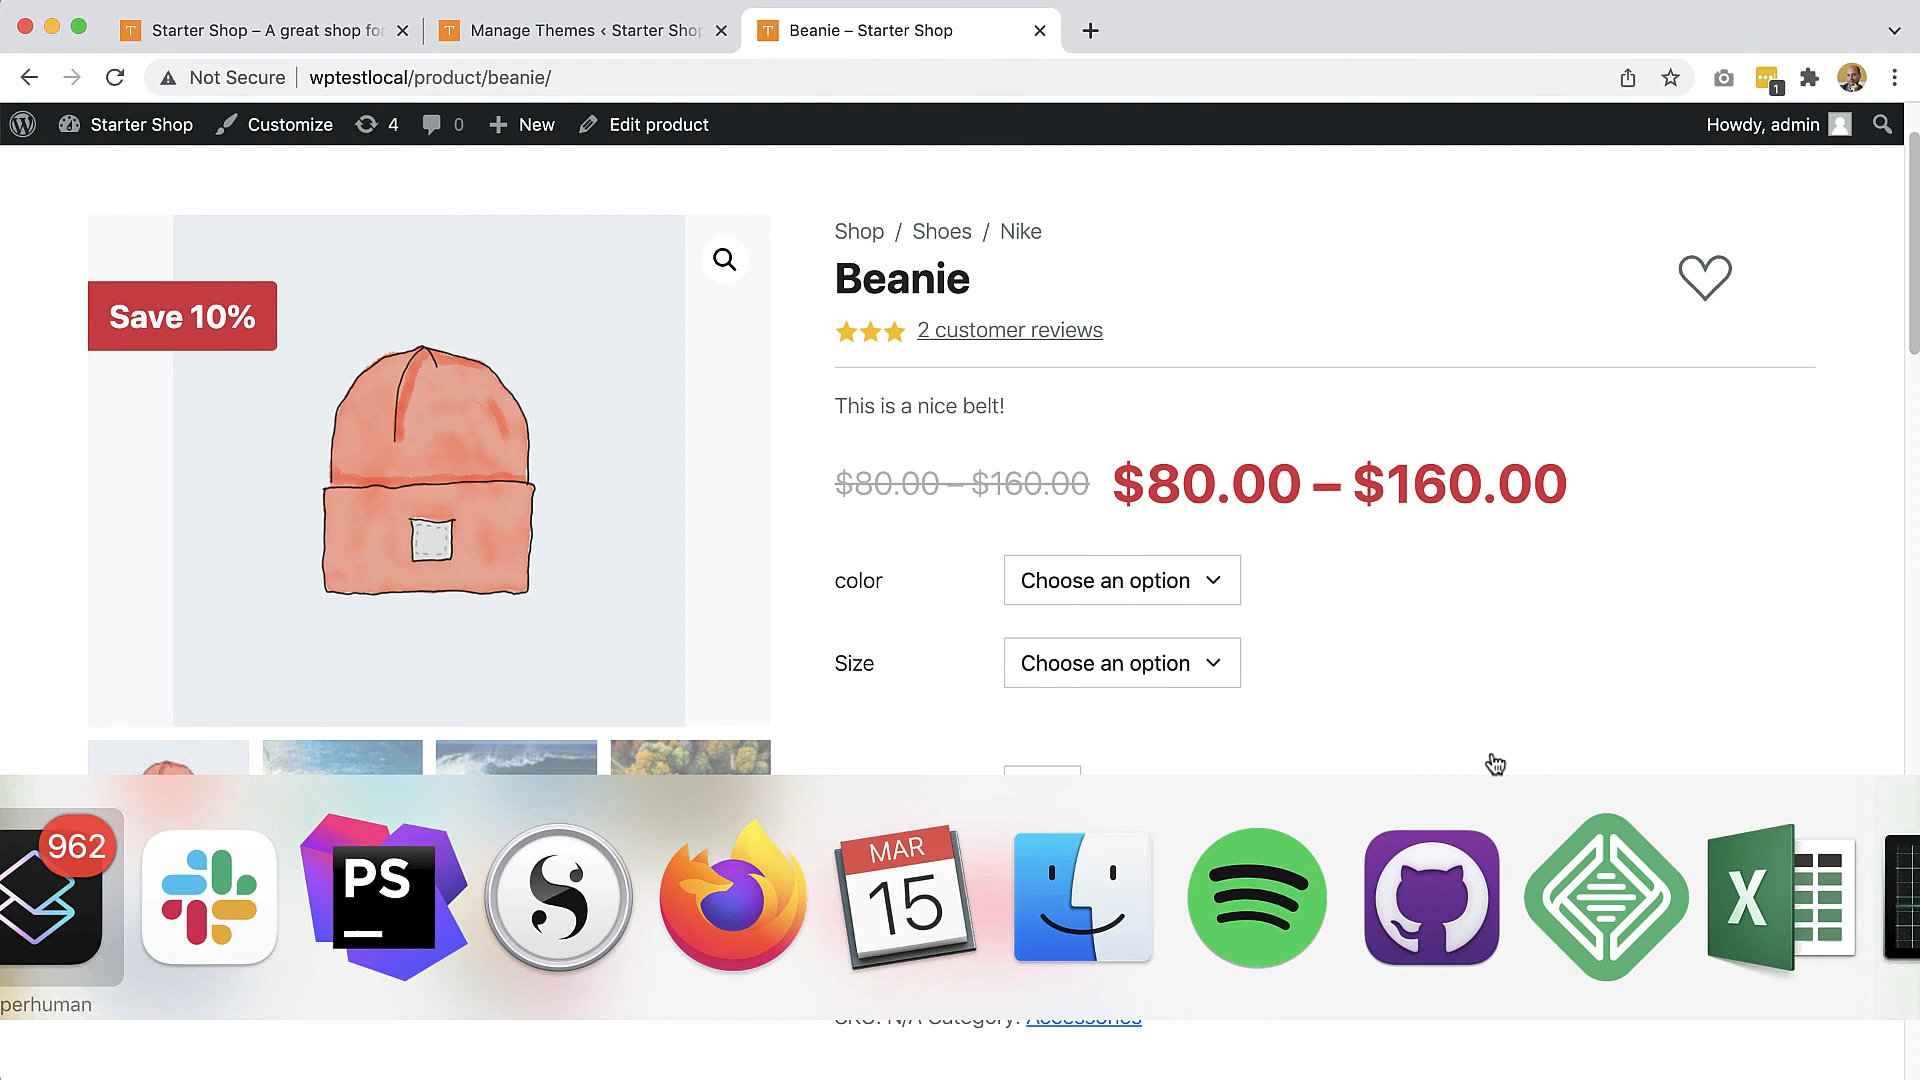 Starter Shop – A great shop for
Manage Themes ‹ Starter Shop
Beanie – Starter Shop
Not Secure
wptestlocal/product/beanie/
1
Starter Shop
Customize
4
0
New
Edit product
Howdy, admin
Save 10%
Shop / Shoes / Nike
Beanie
2 customer reviews
This is a nice belt!
$80.00 – $160.00 $80.00 – $160.00
color
Choose an option
Size
Choose an option
962
PS
MAR
15
X
perhuman
SKU: N/A Category: Accessories